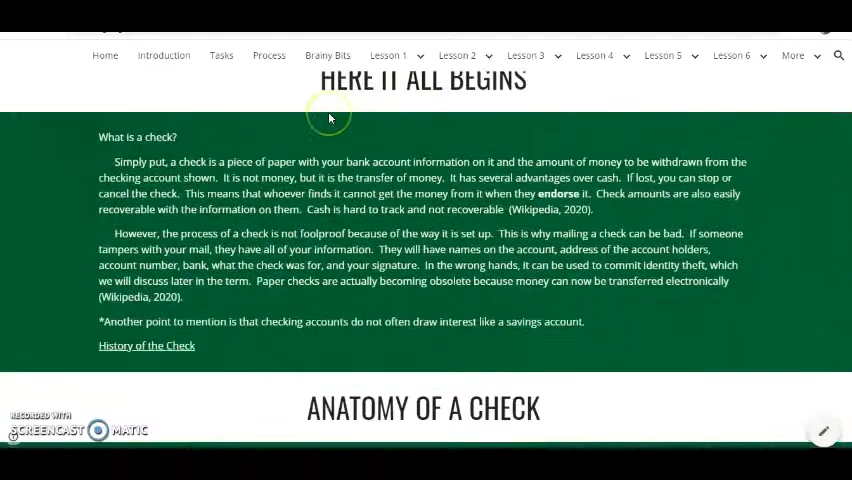 Home Introduction Tasks Process Brainy Bits Lesson 1 Lesson 2 Lesson 3 Lesson 4 Lesson 5 Lesson 6 More
HERE IT ALL BEGINS
What is a check?
Simply put, a check is a piece of paper with your bank account information on it and the amount of money to be withdrawn from the
checking account shown. It is not money, but it is the transfer of money. It has several advantages over cash. If lost, you can stop or
cancel the check. This means that whoever finds it cannot get the money from it when they endorse it. Check amounts are also easily
recoverable with the information on them. Cash is hard to track and not recoverable (Wikipedia, 2020).
However, the process of a check is not foolproof because of the way it is set up. This is why mailing a check can be bad. If someone
tampers with your mail, they have all of your information. They will have names on the account, address of the account holders,
account number, bank, what the check was for, and your signature. In the wrong hands, it can be used to commit identity theft, which
we will discuss later in the term. Paper checks are actually becoming obsolete because money can now be transferred electronically
(Wikipedia, 2020).
*Another point to mention is that checking accounts do not often draw interest like a savings account.
History of the Check
ANATOMY OF A CHECK
RECORDED WITH
SCREENCAST MATIC